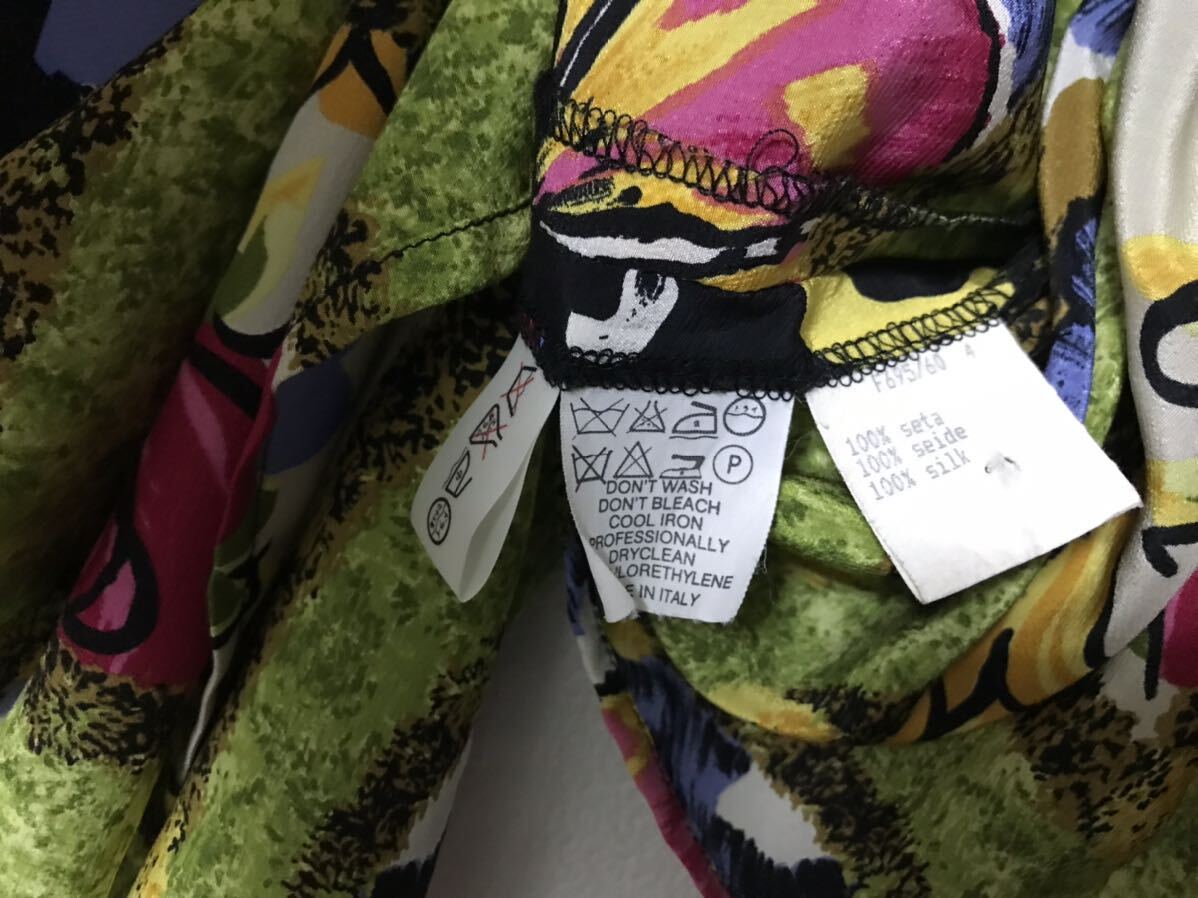 P
DON'T WASH
DON'T BLEACH
COOL IRON
PROFESSIONALLY
DRYCLEAN
LORETHYLENE
E IN ITALY
F695/60 4
100% seta
100% seide
100% silk